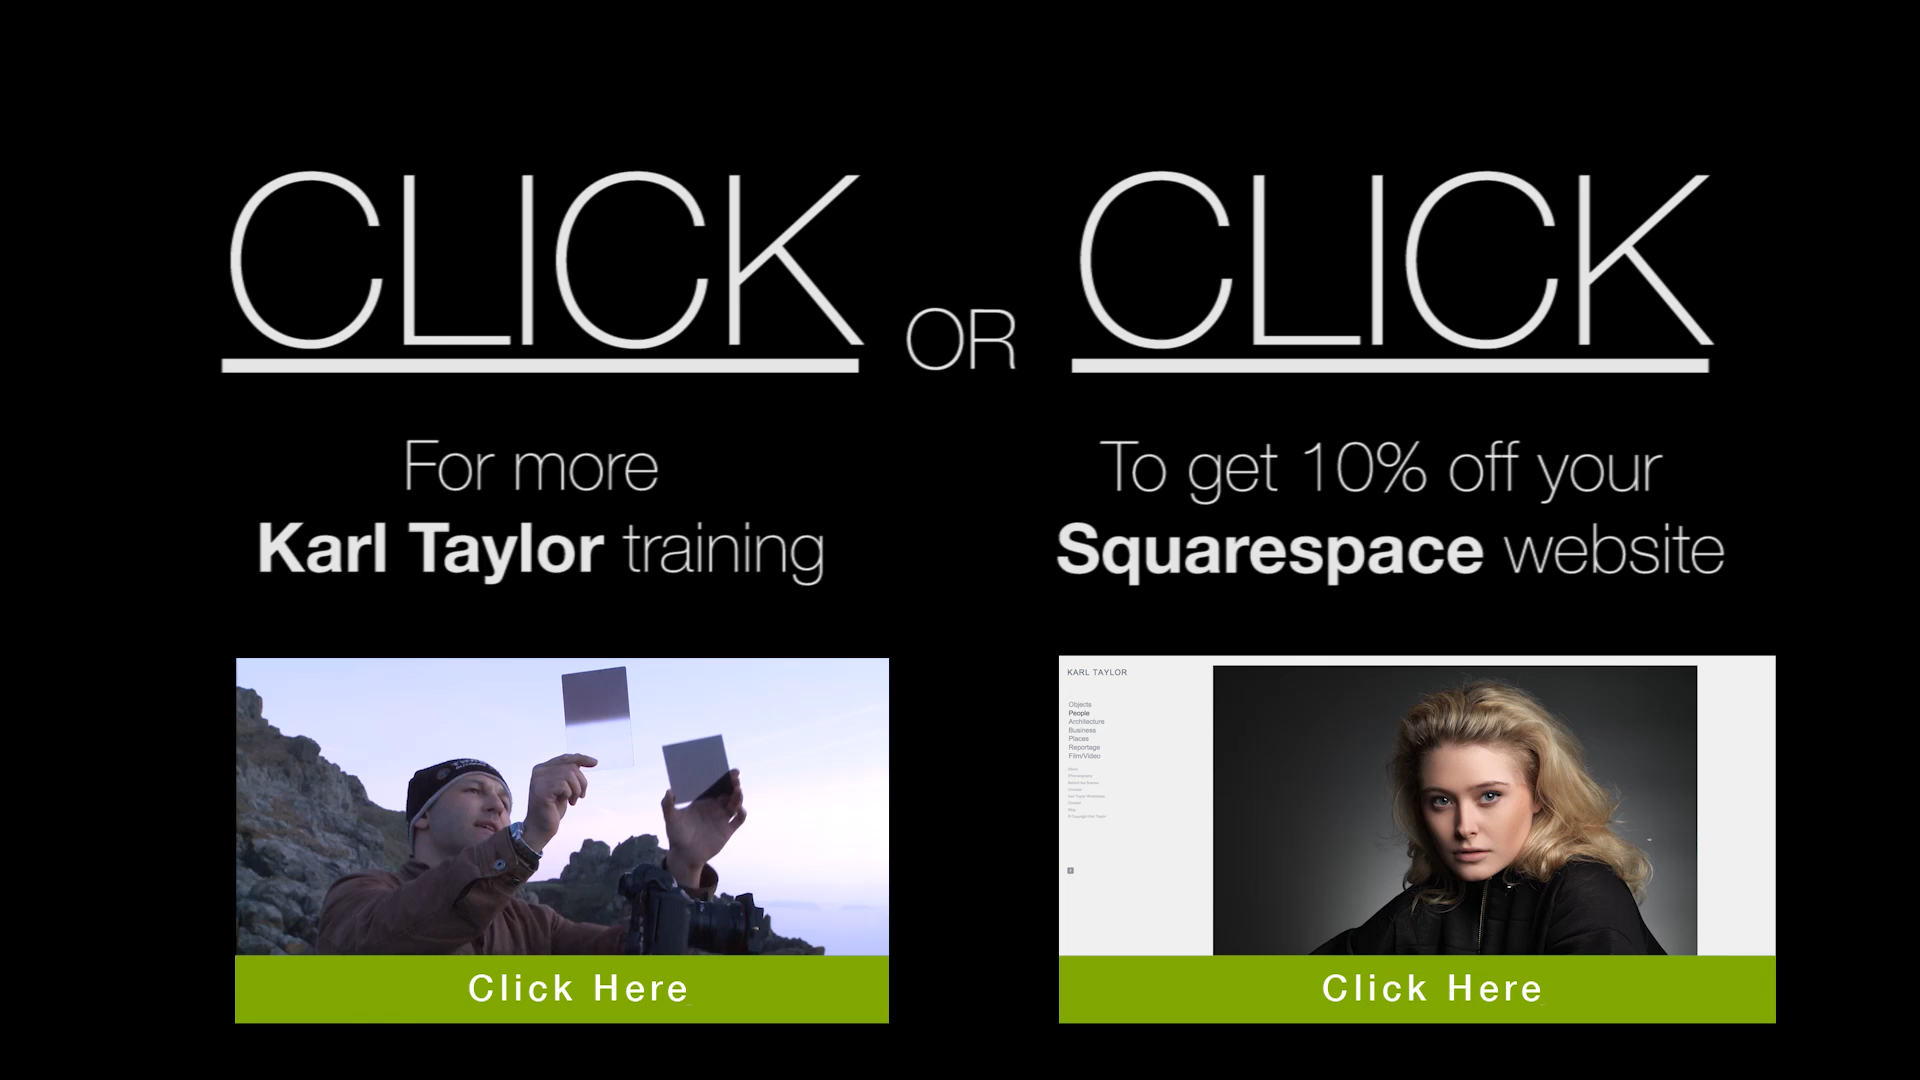 CLICK OR CLICK
For more
Karl Taylor training
To get 10% off your
Squarespace website
KARL TAYLOR
Objects
People
Architecture
Business
Places
Reportage
Film/Video
Click Here
Click Here